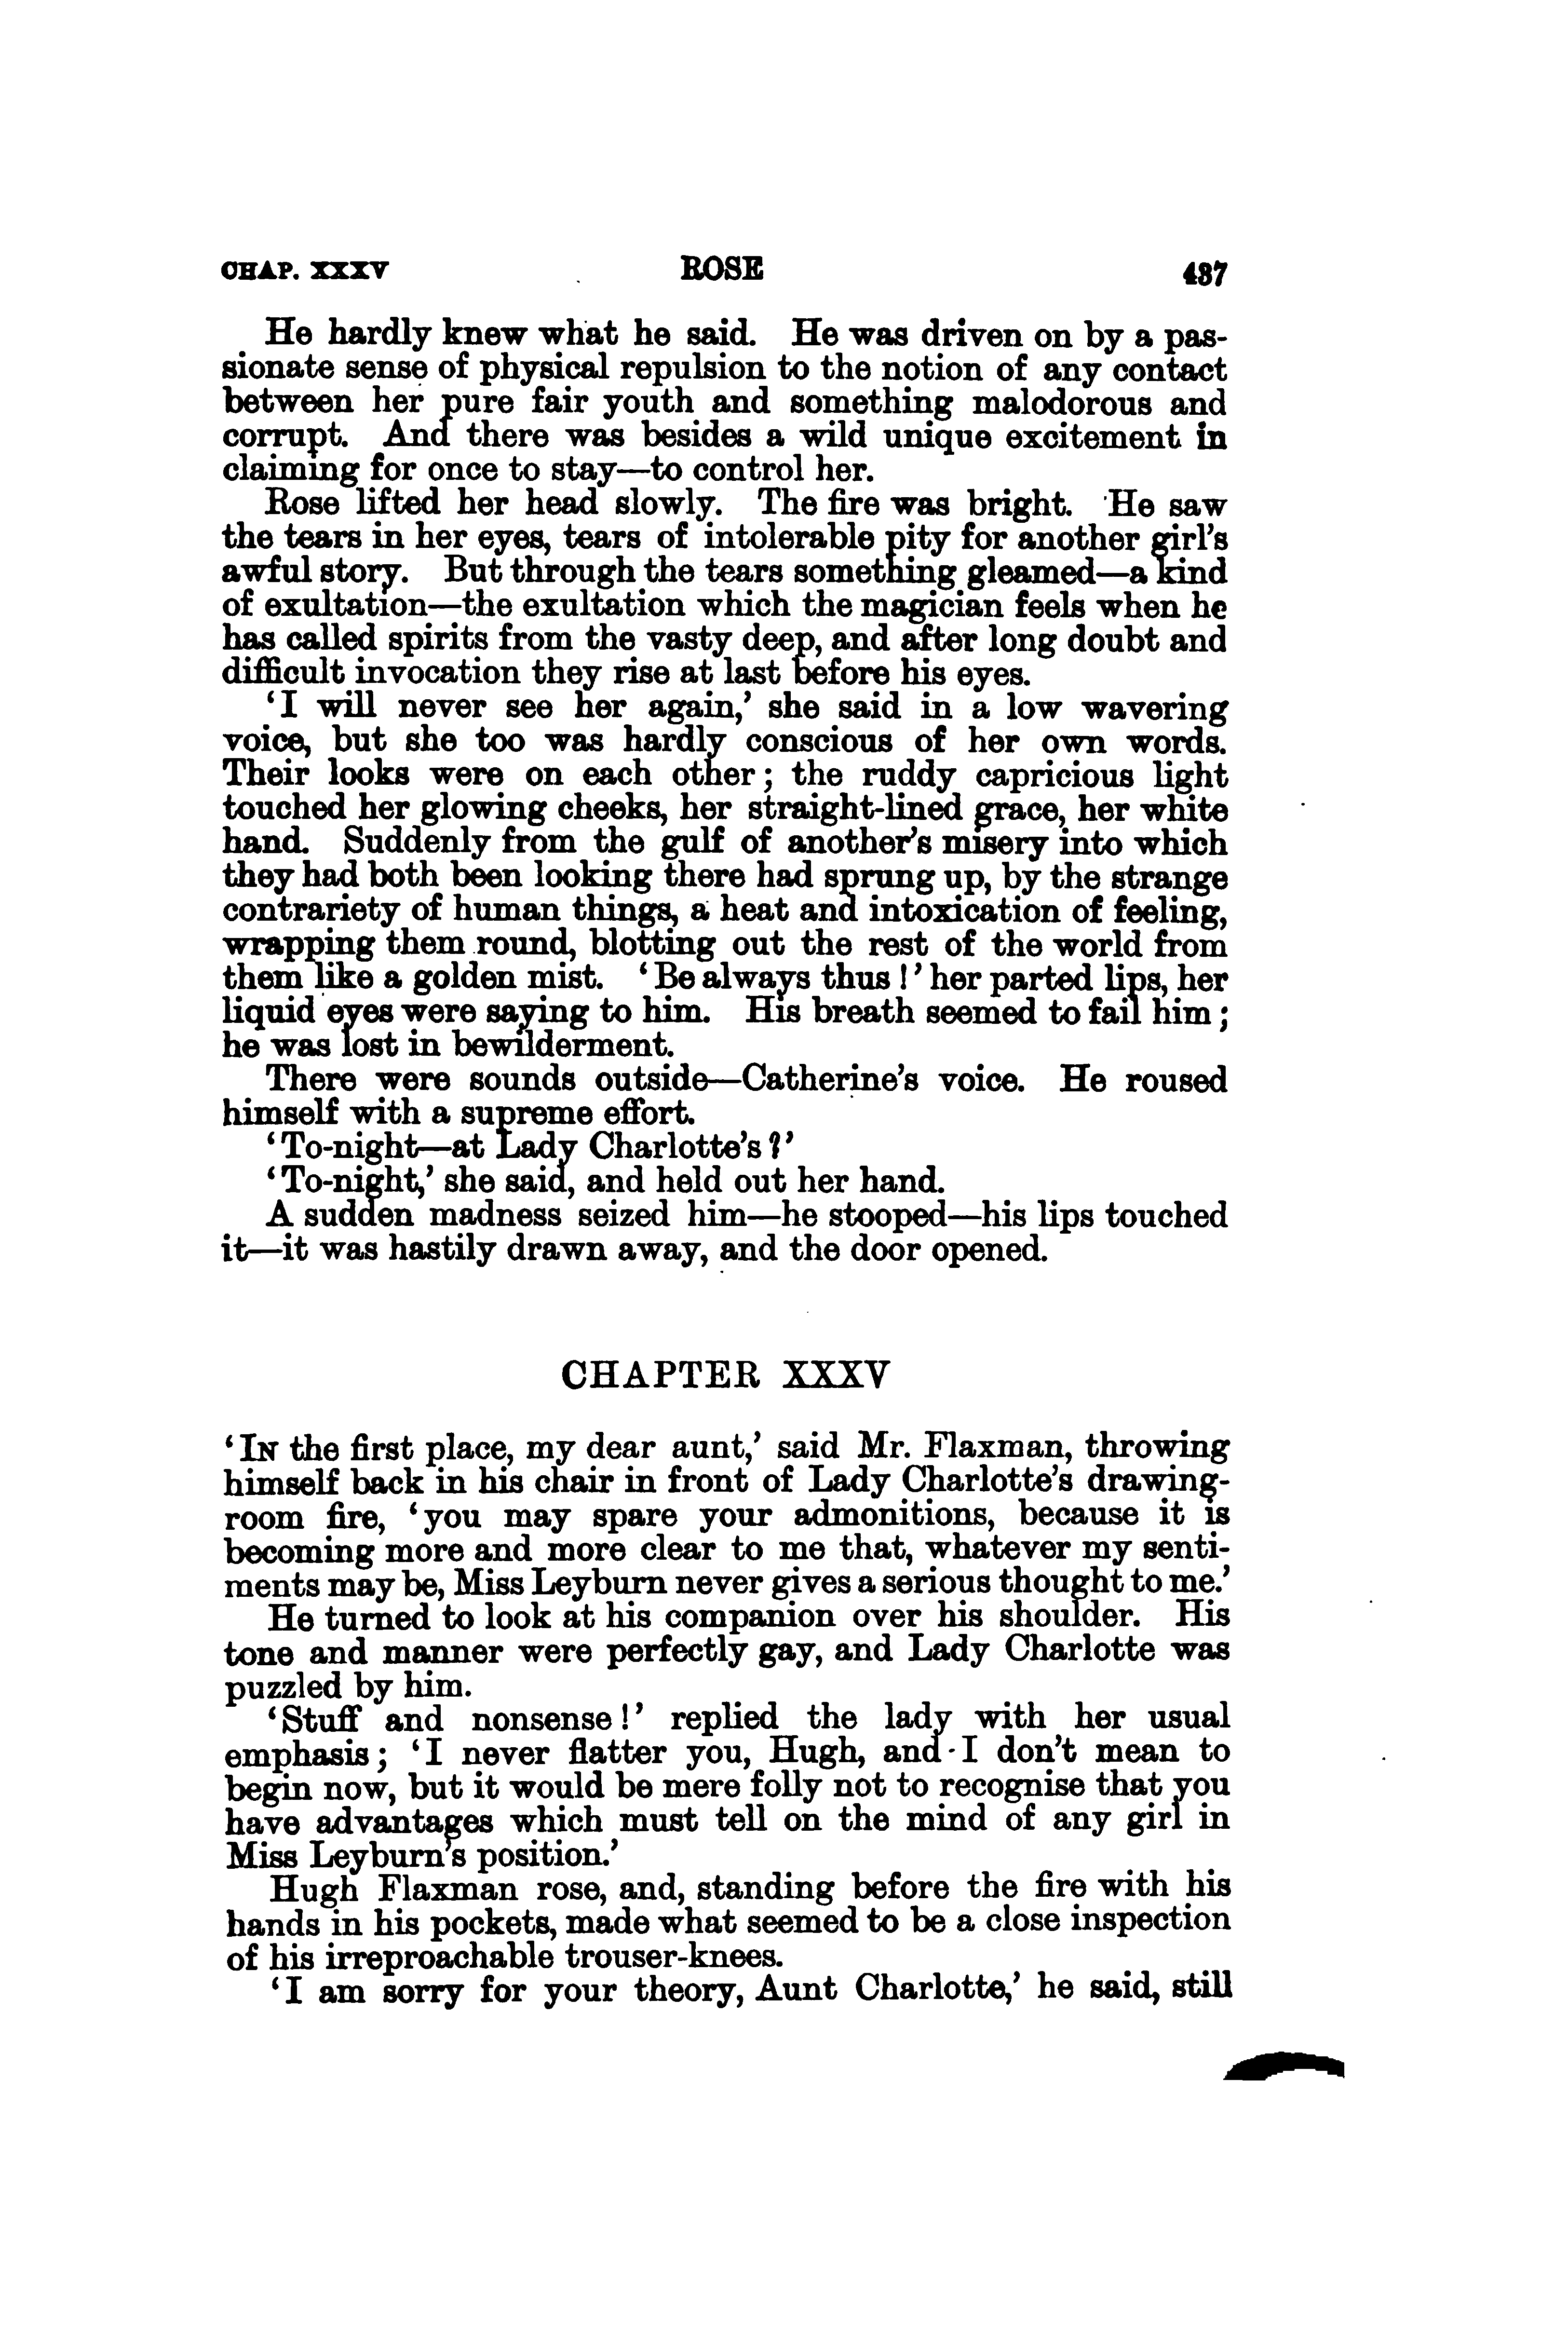 CHAP. XXXV ROSE 437
He hardly knew what he said. He was driven on by a pas-
sionate sense of physical repulsion to the notion of any contact
between her pure fair youth and something malodorous and
corrupt. And there was besides a wild unique excitement in
claiming for once to stay—to control her.
Rose lifted her head slowly. The fire was bright. He saw
the tears in her eyes, tears of intolerable pity for another girl's
awful story. But through the tears something gleamed—a kind
of exultation—the exultation which the magician feels when he
has called spirits from the vasty deep, and after long doubt and
difficult invocation they rise at last before his eyes.
‘I will never see her again,’ she said in a low wavering
voice, but she too was hardly conscious of her own words.
Their looks were on each other; the ruddy capricious light
touched her glowing cheeks, her straight-lined grace, her white
hand. Suddenly from the gulf of another's misery into which
they had both been looking there had sprung up, by the strange
contrariety of human things, a heat and intoxication of feeling,
wrapping them round, blotting out the rest of the world from
them like a golden mist. ‘Be always thus!’ her parted lips, her
liquid eyes were saying to him. His breath seemed to fail him;
he was lost in bewilderment.
There were sounds outside—Catherine's voice. He roused
himself with a supreme effort.
‘To-night—at Lady Charlotte's?’
‘To-night,’ she said, and held out her hand.
A sudden madness seized him—he stooped—his lips touched
it—it was hastily drawn away, and the door opened.
CHAPTER XXXV
‘IN the first place, my dear aunt,’ said Mr. Flaxman, throwing
himself back in his chair in front of Lady Charlotte's drawing-
room fire, ‘you may spare your admonitions, because it is
becoming more and more clear to me that, whatever my senti-
ments may be, Miss Leyburn never gives a serious thought to me.’
He turned to look at his companion over his shoulder. His
tone and manner were perfectly gay, and Lady Charlotte was
puzzled by him.
‘Stuff and nonsense!’ replied the lady with her usual
emphasis; ‘I never flatter you, Hugh, and I don't mean to
begin now, but it would be mere folly not to recognise that you
have advantages which must tell on the mind of any girl in
Miss Leyburn's position.’
Hugh Flaxman rose, and, standing before the fire with his
hands in his pockets, made what seemed to be a close inspection
of his irreproachable trouser-knees.
‘I am sorry for your theory, Aunt Charlotte,’ he said, still